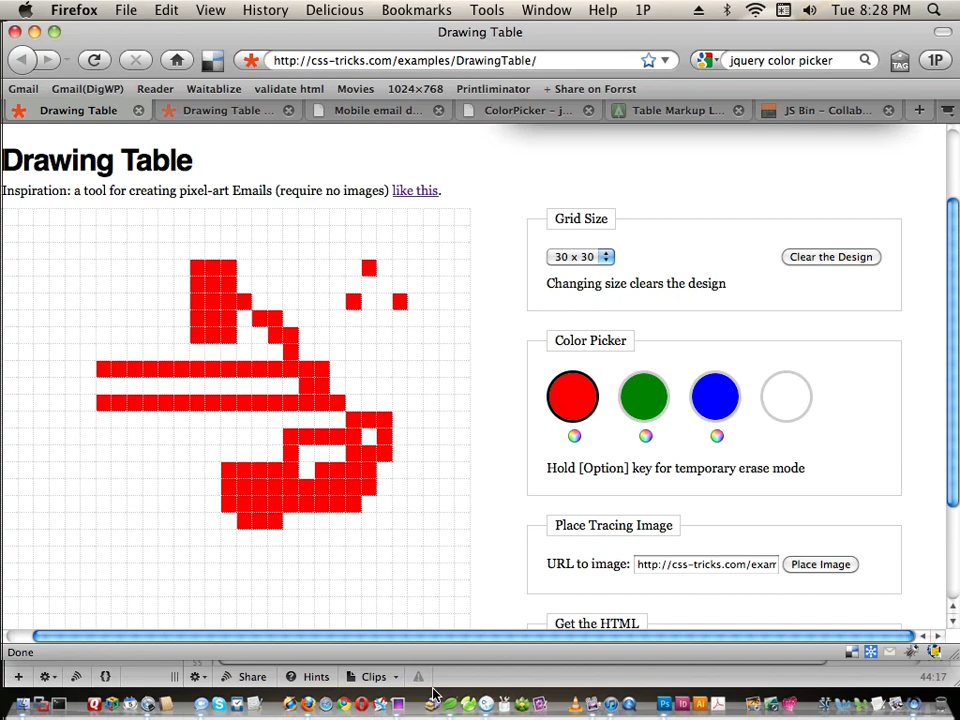 Firefox File Edit View History Delicious Bookmarks Tools Window Help 1P Tue 8:28 PM
Drawing Table
http://css-tricks.com/examples/DrawingTable/ jquery color picker TAG 1P
Gmail Gmail(DigWP) Reader Waitablize validate html Movies 1024×768 Printliminator + Share on Forrst
Drawing Table Drawing Table ... Mobile email d... ColorPicker – j... Table Markup L... JS Bin – Collab...
Drawing Table
Inspiration: a tool for creating pixel-art Emails (require no images) like this.
Grid Size
30 x 30 Clear the Design
Changing size clears the design
Color Picker
Hold [Option] key for temporary erase mode
Place Tracing Image
URL to image: http://css-tricks.com/exam Place Image
Get the HTML
Done
55
Share Hints Clips 44:17